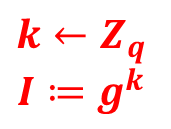 k ← Z_q
I := g^k